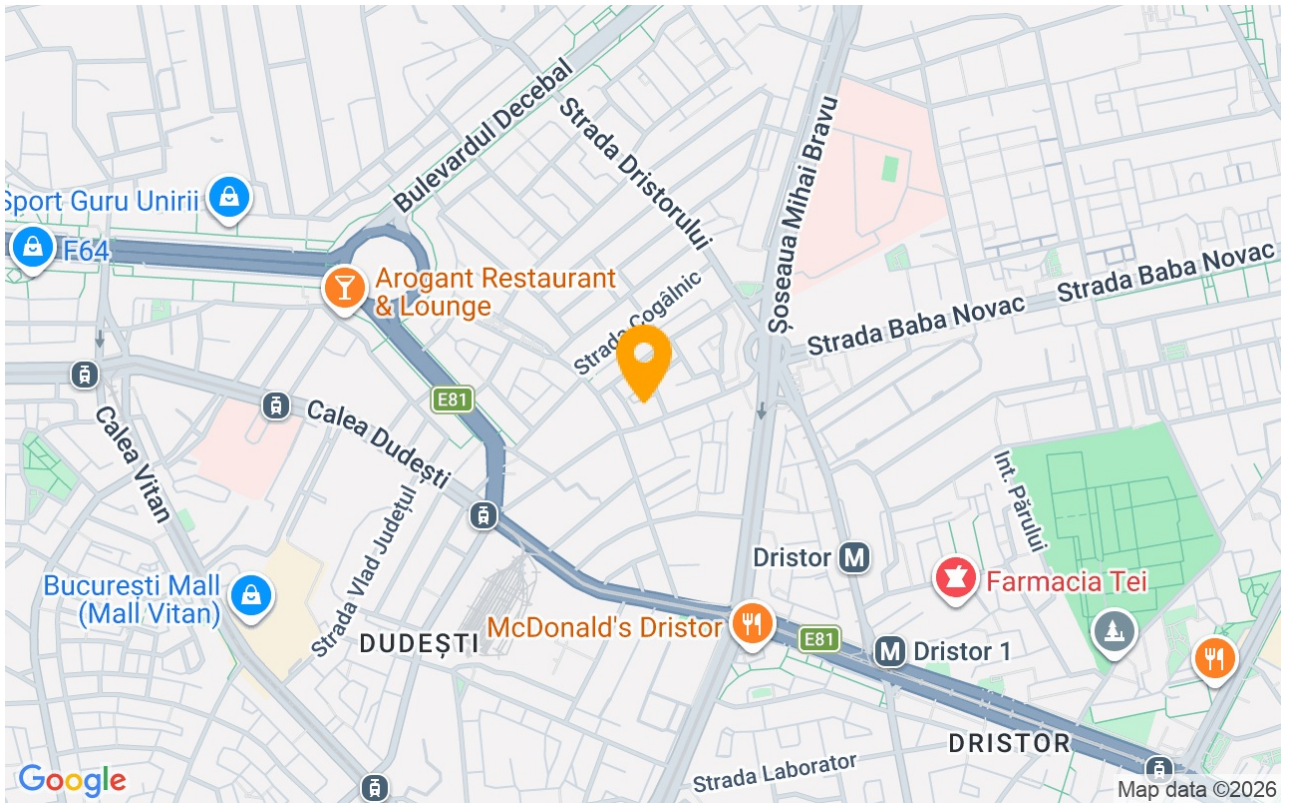 Bulevardul Decebal
Strada Dristorului
Șoseaua Mihai Bravu
Sport Guru Unirii
F64
Arogant Restaurant
& Lounge
Strada Cogâlnic
Strada Baba Novac
Strada Baba Novac
E81
Calea Dudești
Calea Vitan
Strada Vlad Județul
Int. Părului
Dristor M
Farmacia Tei
București Mall
(Mall Vitan)
DUDEȘTI
McDonald's Dristor
E81
M Dristor 1
DRISTOR
Strada Laborator
Google
Map data ©2026